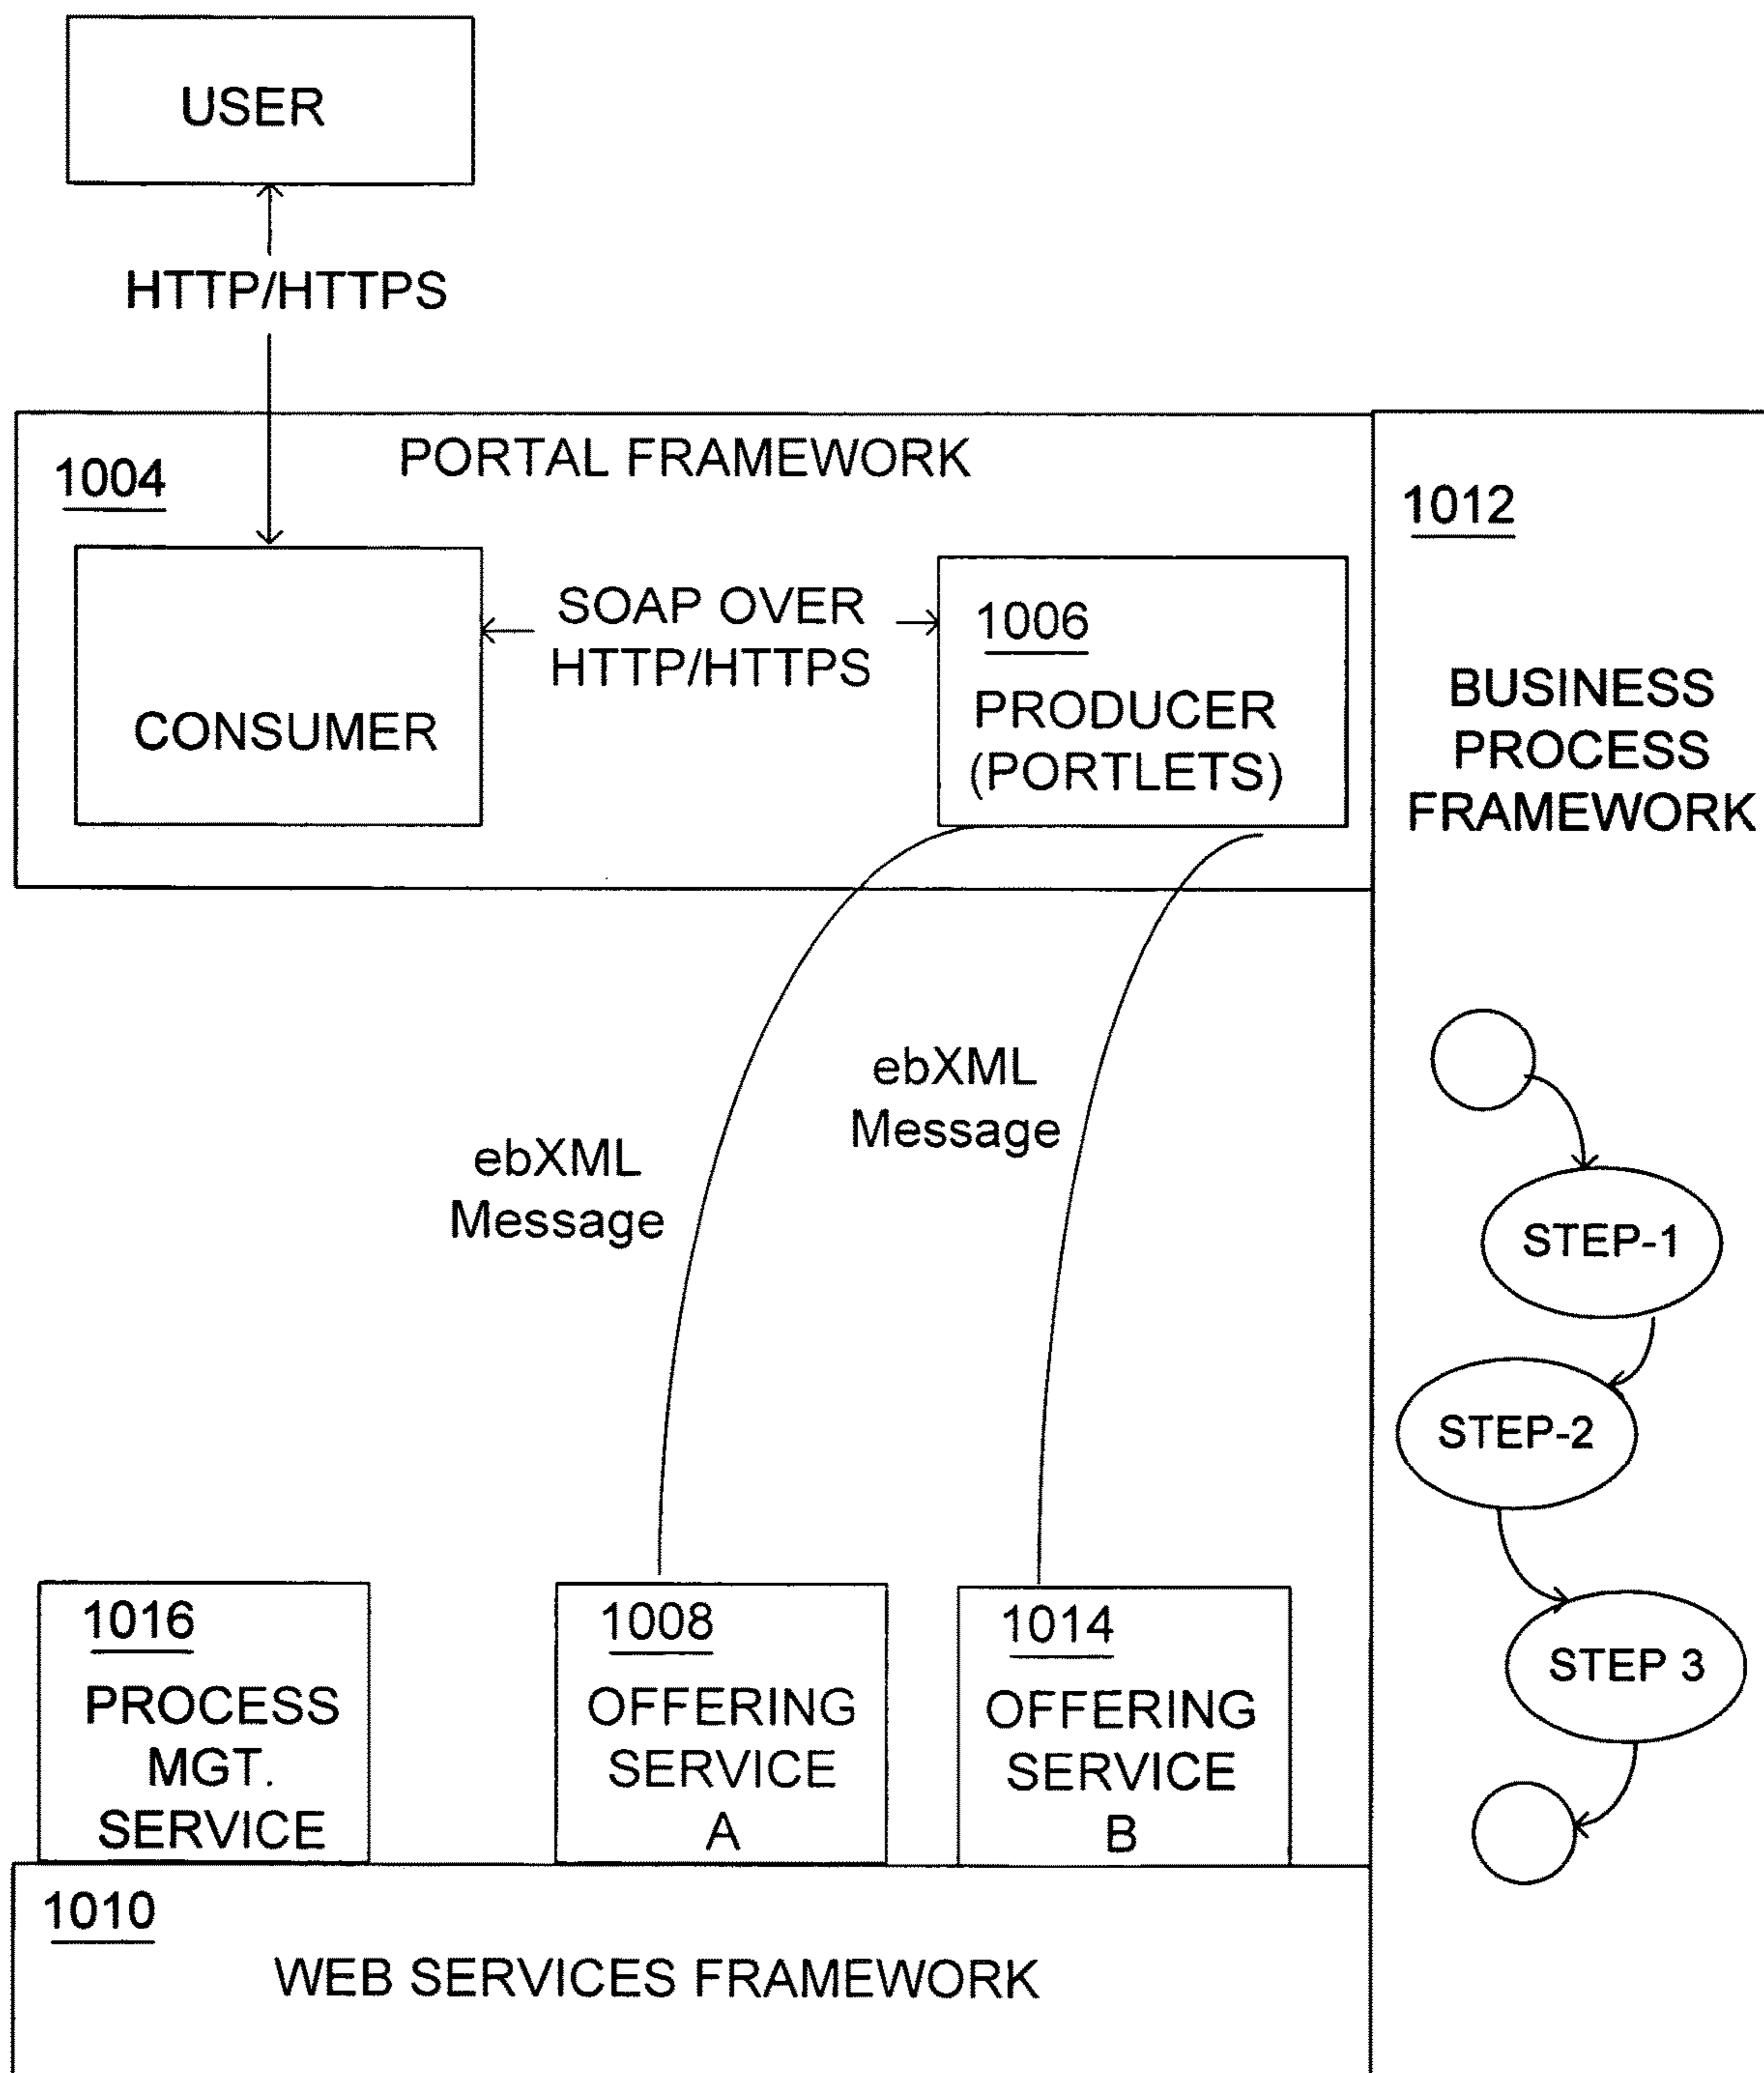 USER
HTTP/HTTPS
PORTAL FRAMEWORK
1004
CONSUMER
SOAP OVER
HTTP/HTTPS
1006
PRODUCER
(PORTLETS)
1012
BUSINESS
PROCESS
FRAMEWORK
ebXML
Message
ebXML
Message
STEP-1
STEP-2
STEP 3
1016
PROCESS
MGT.
SERVICE
1008
OFFERING
SERVICE
A
1014
OFFERING
SERVICE
B
1010
WEB SERVICES FRAMEWORK